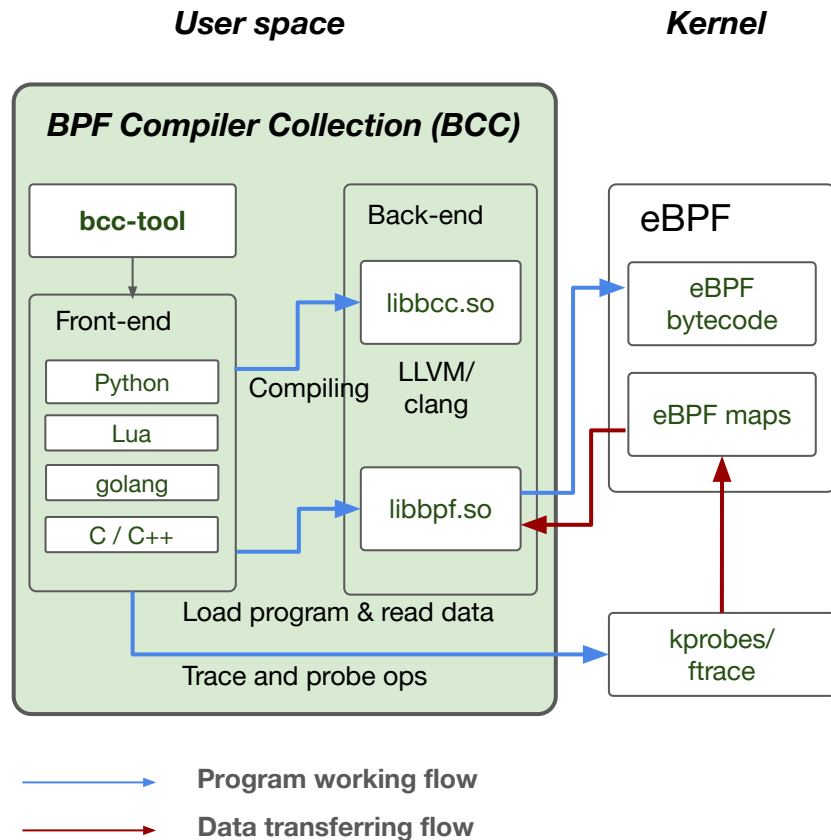 User space
Kernel
BPF Compiler Collection (BCC)
bcc-tool
Front-end
Python
Lua
golang
C / C++
Compiling
Back-end
libbcc.so
LLVM/
clang
libbpf.so
Load program & read data
Trace and probe ops
eBPF
eBPF
bytecode
eBPF maps
kprobes/
ftrace
Program working flow
Data transferring flow